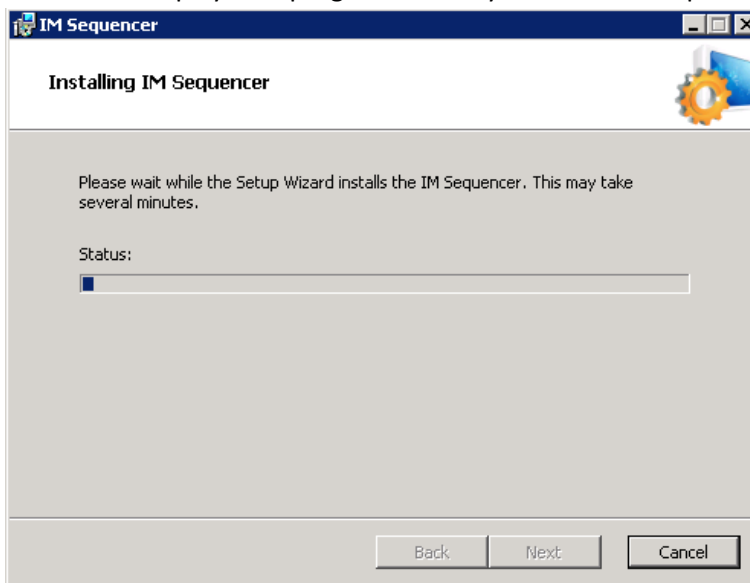 IM Sequencer
Installing IM Sequencer
Please wait while the Setup Wizard installs the IM Sequencer. This may take
several minutes.
Status:
Back
Next
Cancel